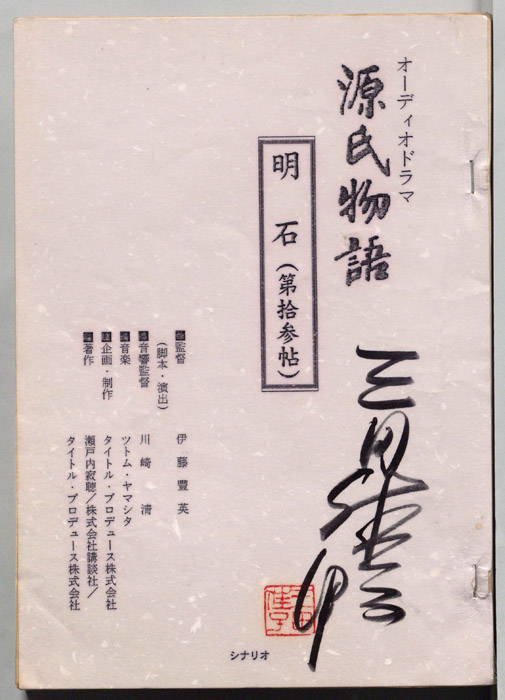 オーディオドラマ
源氏物語
明石(第拾参帖)
監督
(脚本・演出)
伊藤豊英
音響監督
川崎清
音楽
ツトム・ヤマシタ
企画・制作
タイトル・プロデュース株式会社
著作
瀬戸内寂聴/株式会社講談社/
タイトル・プロデュース株式会社
シナリオ